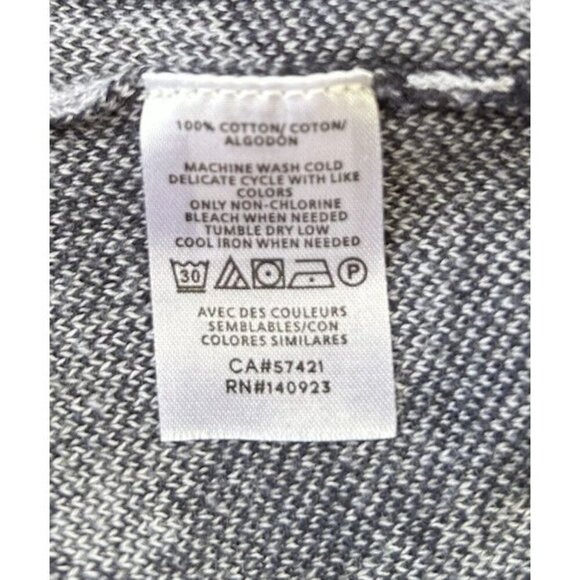 100% COTTON/ COTON/
ALGODÓN
MACHINE WASH COLD
DELICATE CYCLE WITH LIKE
COLORS
ONLY NON-CHLORINE
BLEACH WHEN NEEDED
TUMBLE DRY LOW
COOL IRON WHEN NEEDED
30 P
AVEC DES COULEURS
SEMBLABLES/CON
COLORES SIMILARES
CA#57421
RN#140923